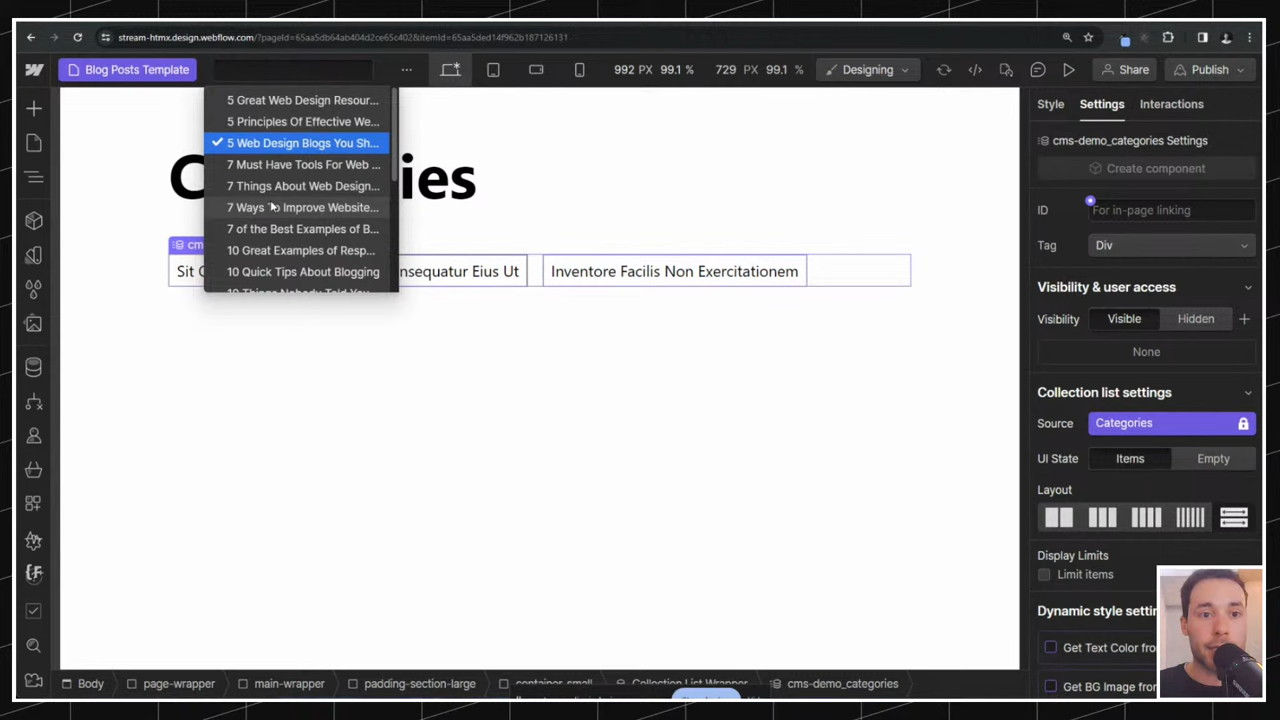 stream-htmx.design.webflow.com/?pageId=65aa5db64ab404d2ce65c402&itemId=65aa5ded14f962b187126131
Blog Posts Template
992 PX 99.1 %
729 PX 99.1 %
Designing
Share
Publish
5 Great Web Design Resour...
5 Principles Of Effective We...
5 Web Design Blogs You Sh...
7 Must Have Tools For Web ...
7 Things About Web Design...
7 Ways To Improve Website...
7 of the Best Examples of B...
10 Great Examples of Resp...
10 Quick Tips About Blogging
ies
cm
Sit
nsequatur Eius Ut
Inventore Facilis Non Exercitationem
Style
Settings
Interactions
cms-demo_categories Settings
Create component
ID
For in-page linking
Tag
Div
Visibility & user access
Visibility
Visible
Hidden
None
Collection list settings
Source
Categories
UI State
Items
Empty
Layout
Display Limits
Limit items
Dynamic style setti
Get Text Color fro
Get BG Image from
Body
page-wrapper
main-wrapper
padding-section-large
container-small
Collection List Wrapper
cms-demo_categories